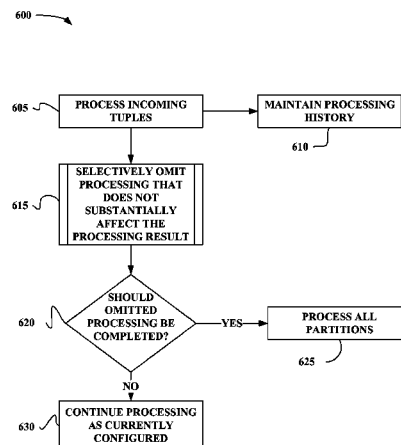 600
605
PROCESS INCOMING
TUPLES
MAINTAIN PROCESSING
HISTORY
610
615
SELECTIVELY OMIT
PROCESSING THAT
DOES NOT
SUBSTANTIALLY
AFFECT THE
PROCESSING RESULT
620
SHOULD
OMITTED
PROCESSING BE
COMPLETED?
YES
PROCESS ALL
PARTITIONS
625
NO
630
CONTINUE PROCESSING
AS CURRENTLY
CONFIGURED